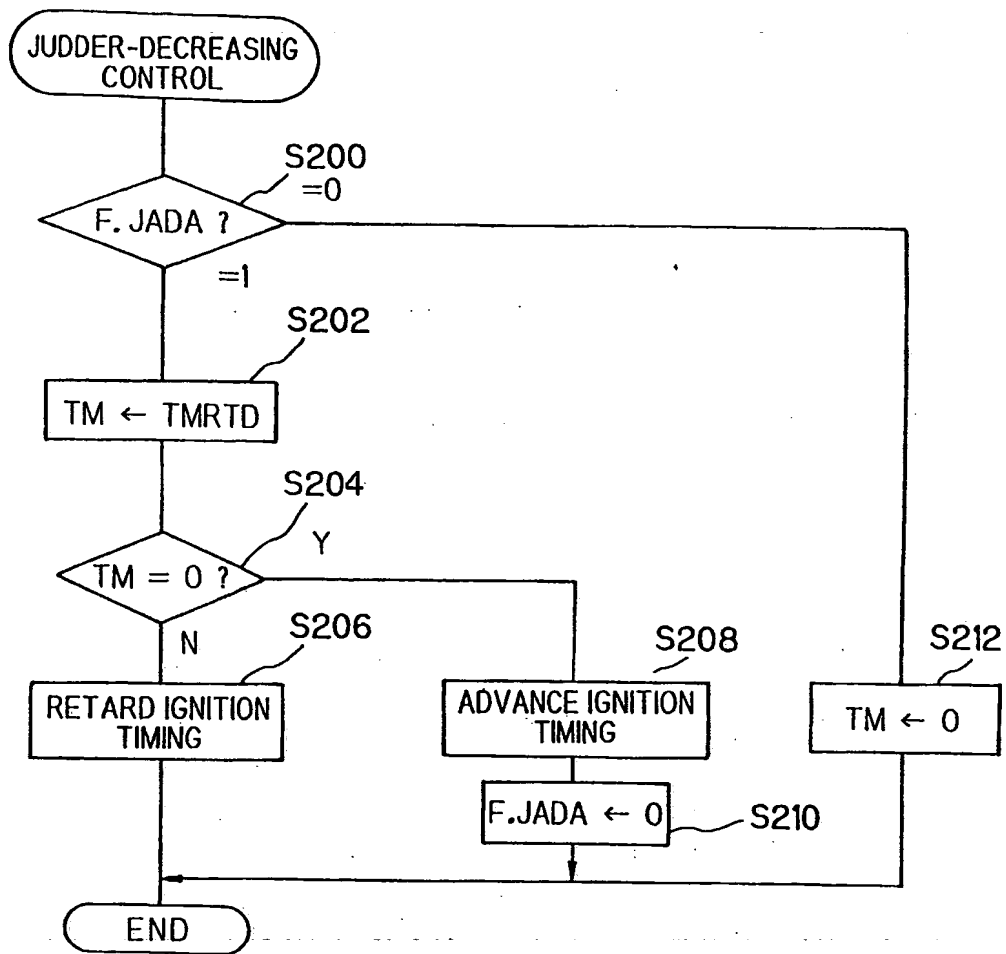 JUDDER-DECREASING
CONTROL
S200
=0
F.JADA ?
=1
S202
TM ← TMRTD
S204
Y
TM = 0 ?
N
S206
S208
S212
RETARD IGNITION
TIMING
ADVANCE IGNITION
TIMING
TM ← 0
F.JADA ← 0
S210
END